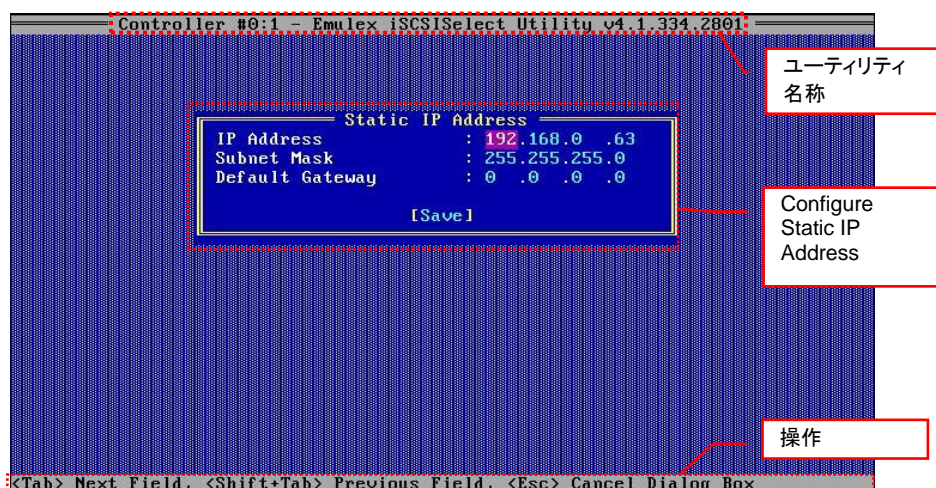 Controller #0:1 - Emulex iSCSISelect Utility v4.1.334.2801
ユーティリティ
名称
Static IP Address
IP Address : 192.168.0 .63
Subnet Mask : 255.255.255.0
Default Gateway : 0 .0 .0 .0
[Save]
Configure
Static IP
Address
操作
<Tab> Next Field, <Shift+Tab> Previous Field, <Esc> Cancel Dialog Box